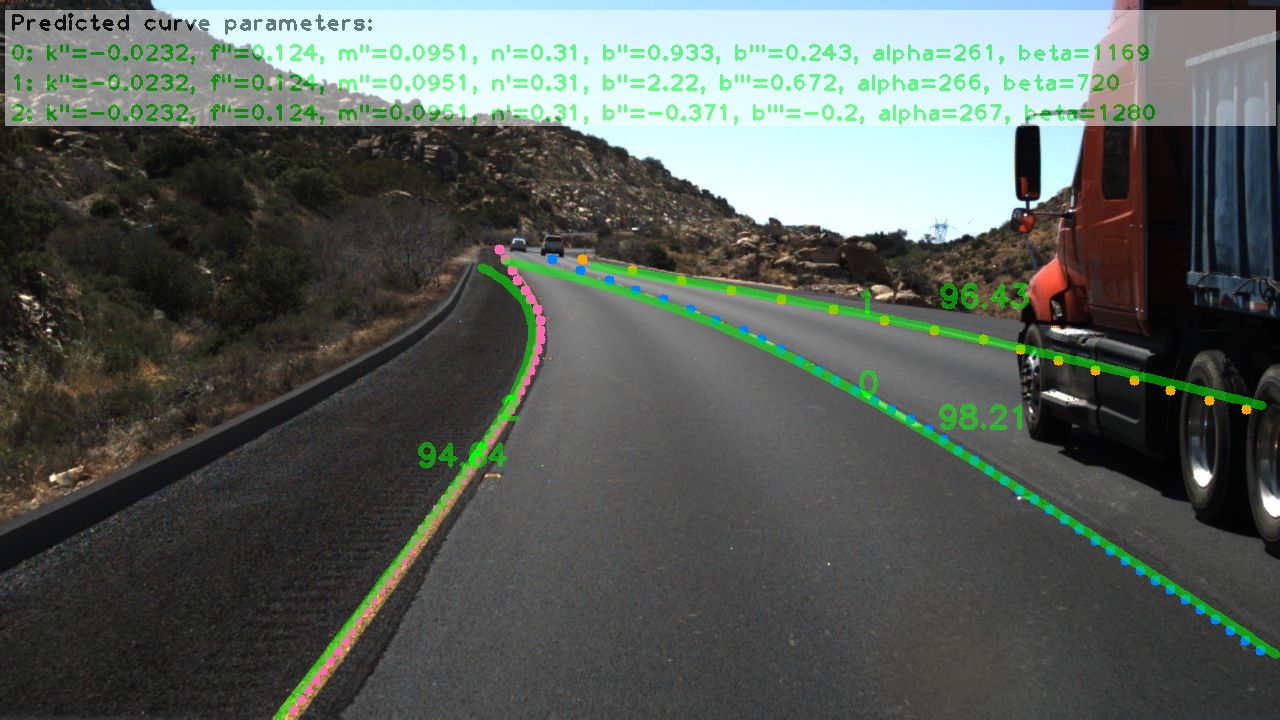 Predicted curve parameters:
0: k''=-0.0232, f''=0.124, m''=0.0951, n'=0.31, b''=0.933, b'''=0.243, alpha=261, beta=1169
1: k''=-0.0232, f''=0.124, m''=0.0951, n'=0.31, b''=2.22, b'''=0.672, alpha=266, beta=720
2: k''=-0.0232, f''=0.124, m''=0.0951, n'=0.31, b''=-0.371, b'''=-0.2, alpha=267, beta=1280
1 96.43
0
98.21
2
94.64